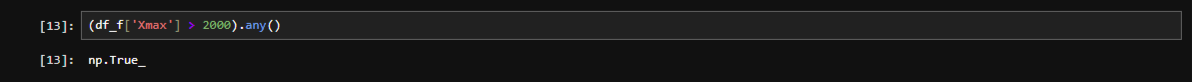 [13]: (df_f['Xmax'] > 2000).any()
[13]: np.True_